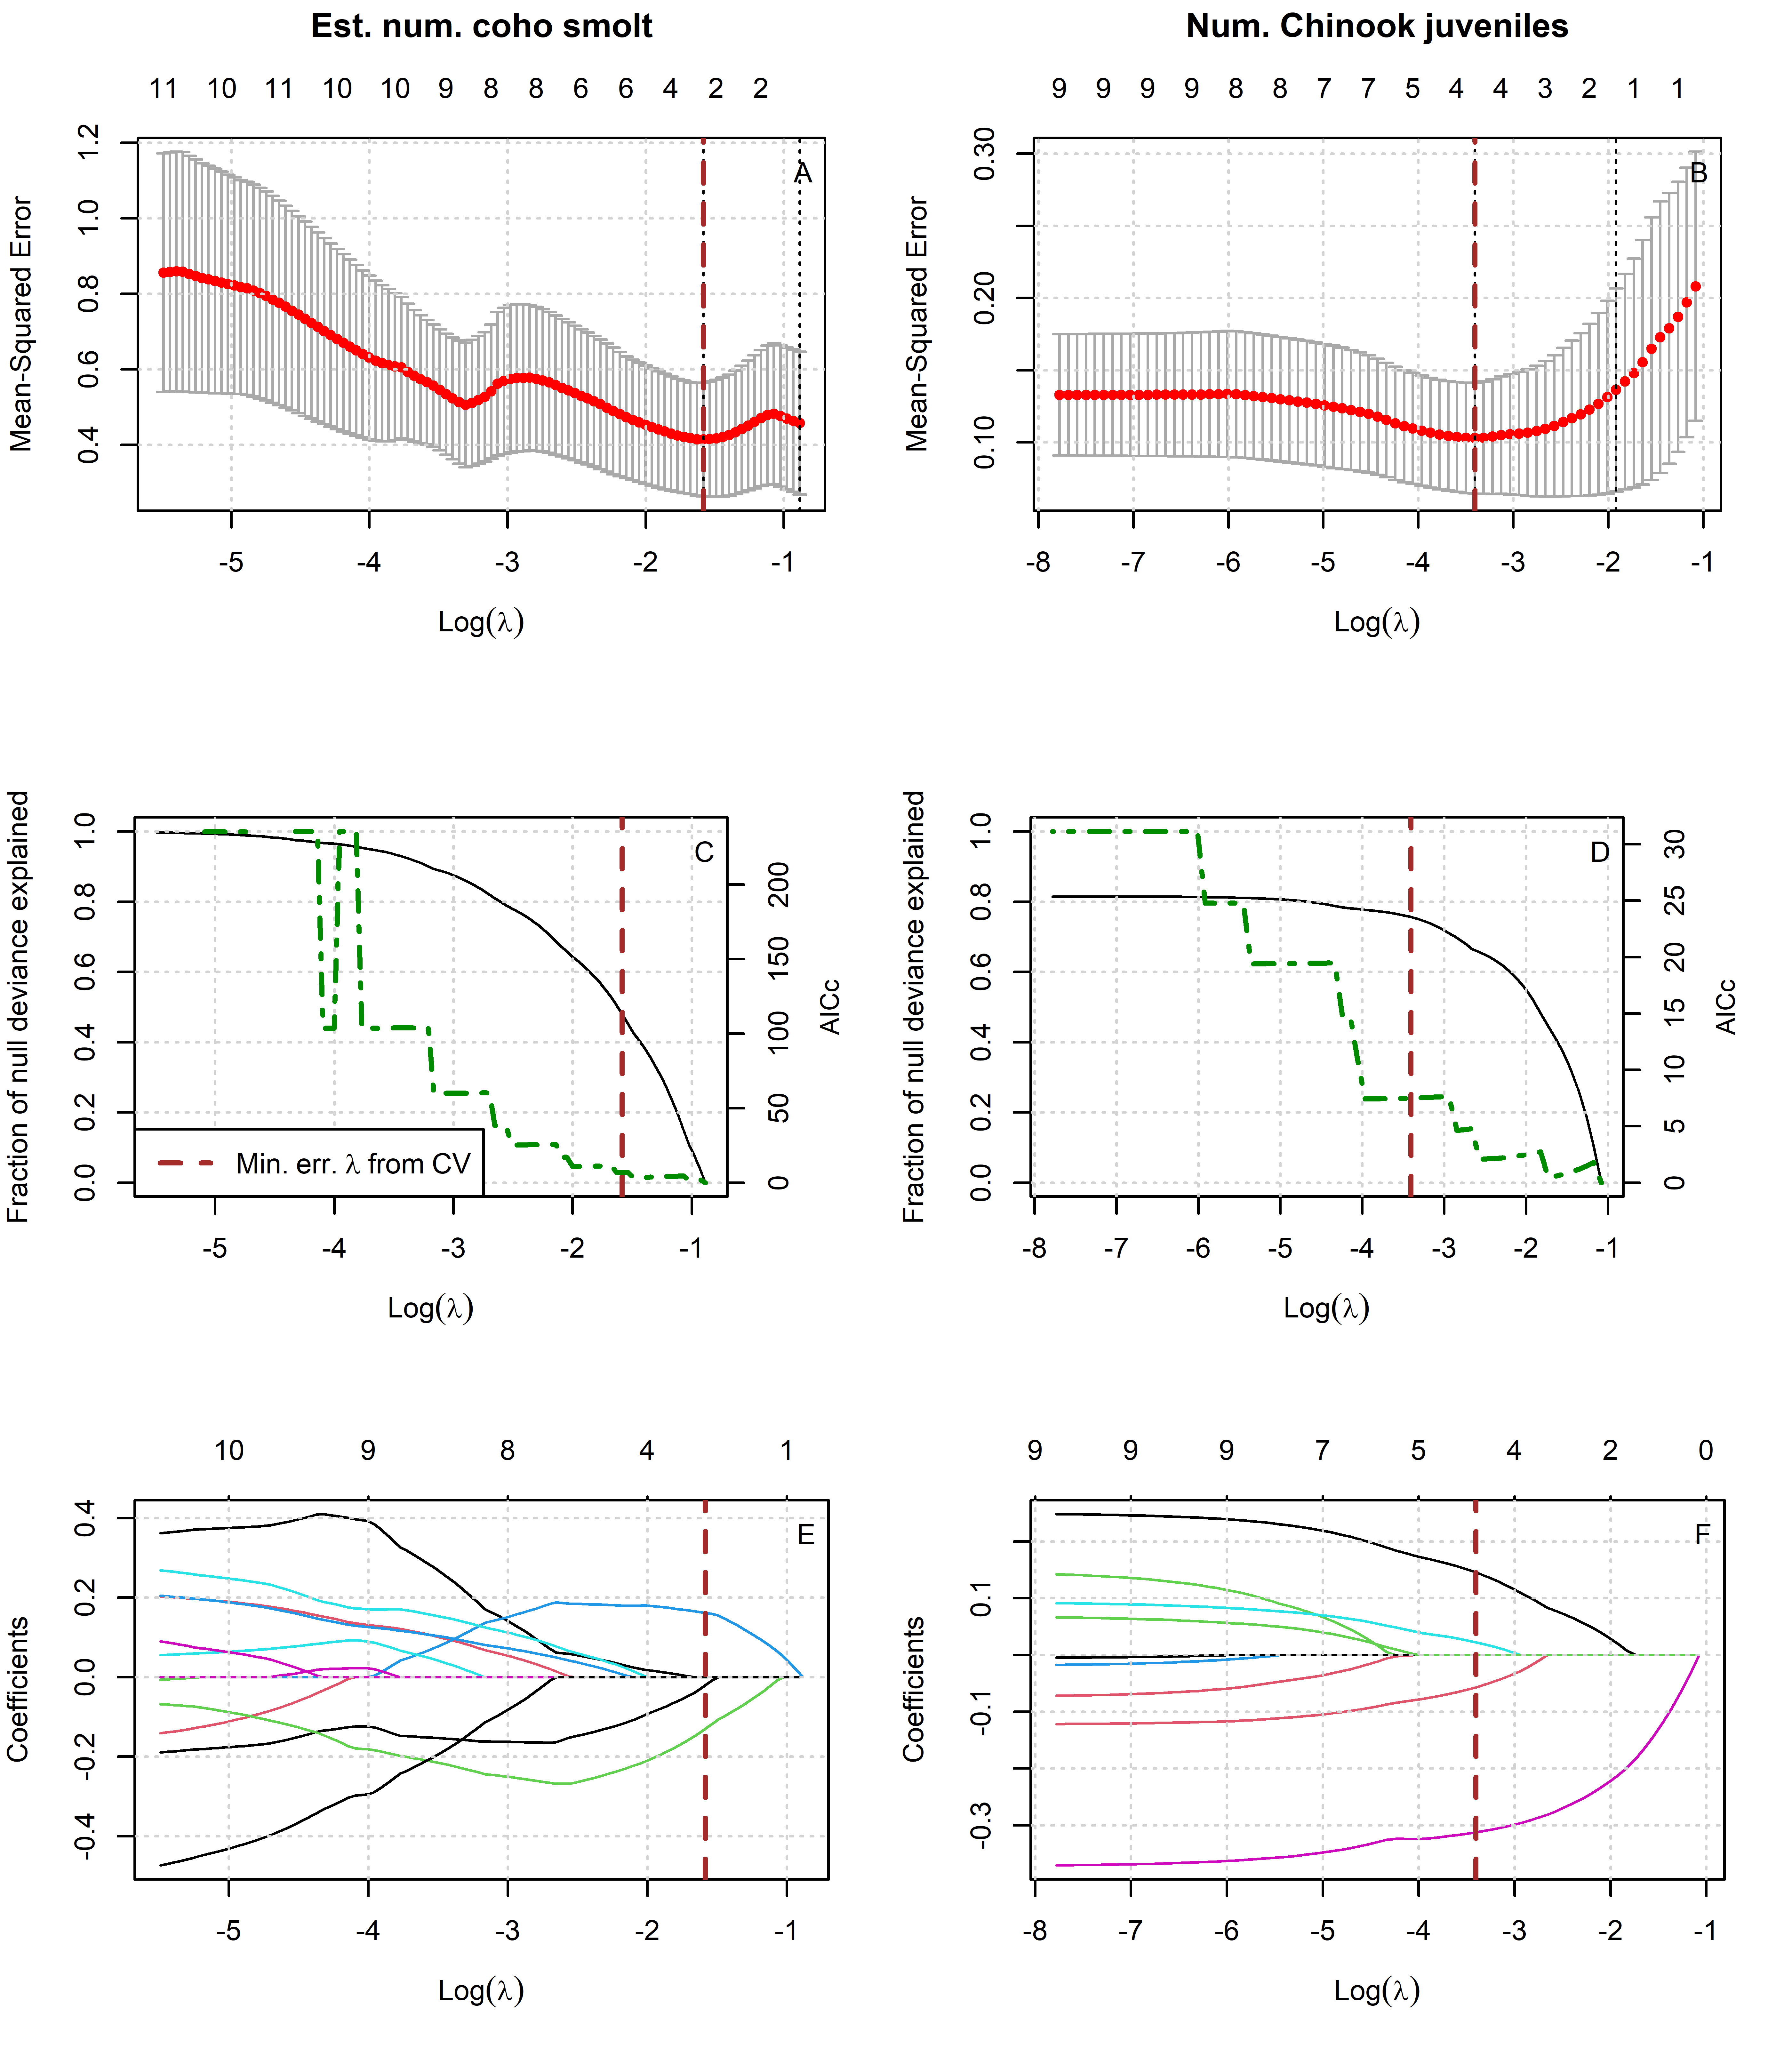 Est. num. coho smolt
11 10 11 10 10 9 8 8 6 6 4 2 2
Mean-Squared Error
1.2
1.0
0.8
0.6
0.4
A
-5 -4 -3 -2 -1
Log(λ)
Num. Chinook juveniles
9 9 9 9 8 8 7 7 5 4 4 3 2 1 1
Mean-Squared Error
0.30
0.20
0.10
B
-8 -7 -6 -5 -4 -3 -2 -1
Log(λ)
Fraction of null deviance explained
1.0
0.8
0.6
0.4
0.2
0.0
C
Min. err. λ from CV
200
150
100
50
0
AICc
-5 -4 -3 -2 -1
Log(λ)
Fraction of null deviance explained
1.0
0.8
0.6
0.4
0.2
0.0
D
30
25
20
15
10
5
0
AICc
-8 -7 -6 -5 -4 -3 -2 -1
Log(λ)
10 9 8 4 1
Coefficients
0.4
0.2
0.0
-0.2
-0.4
E
-5 -4 -3 -2 -1
Log(λ)
9 9 9 7 5 4 2 0
Coefficients
0.1
-0.1
-0.3
F
-8 -7 -6 -5 -4 -3 -2 -1
Log(λ)